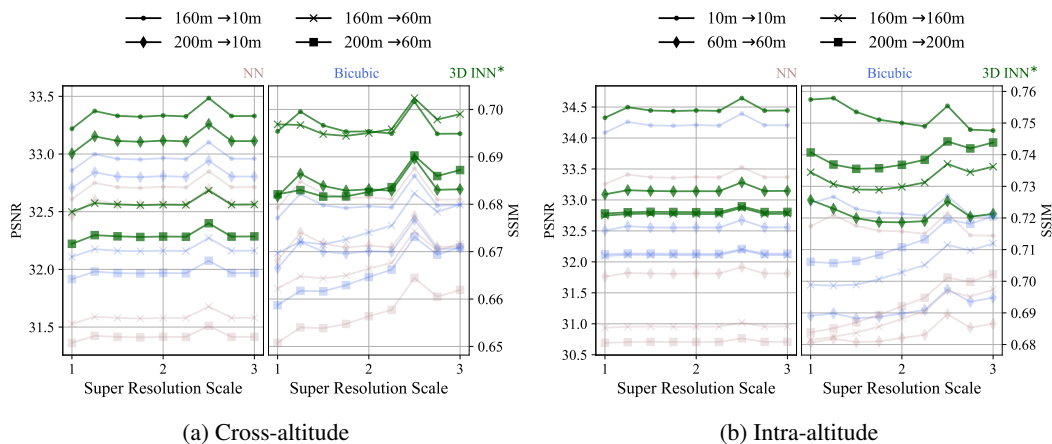 160m →10m
160m →60m
200m →10m
200m →60m
NN
Bicubic
3D INN*
33.5
33.0
32.5
32.0
31.5
PSNR
0.70
0.69
0.68
0.67
0.66
0.65
SSIM
1
2
3
2
3
Super Resolution Scale
Super Resolution Scale
(a) Cross-altitude
10m →10m
160m →160m
60m →60m
200m →200m
NN
Bicubic
3D INN*
34.5
34.0
33.5
33.0
32.5
32.0
31.5
31.0
30.5
PSNR
0.76
0.75
0.74
0.73
0.72
0.71
0.70
0.69
0.68
SSIM
1
2
3
2
3
Super Resolution Scale
Super Resolution Scale
(b) Intra-altitude